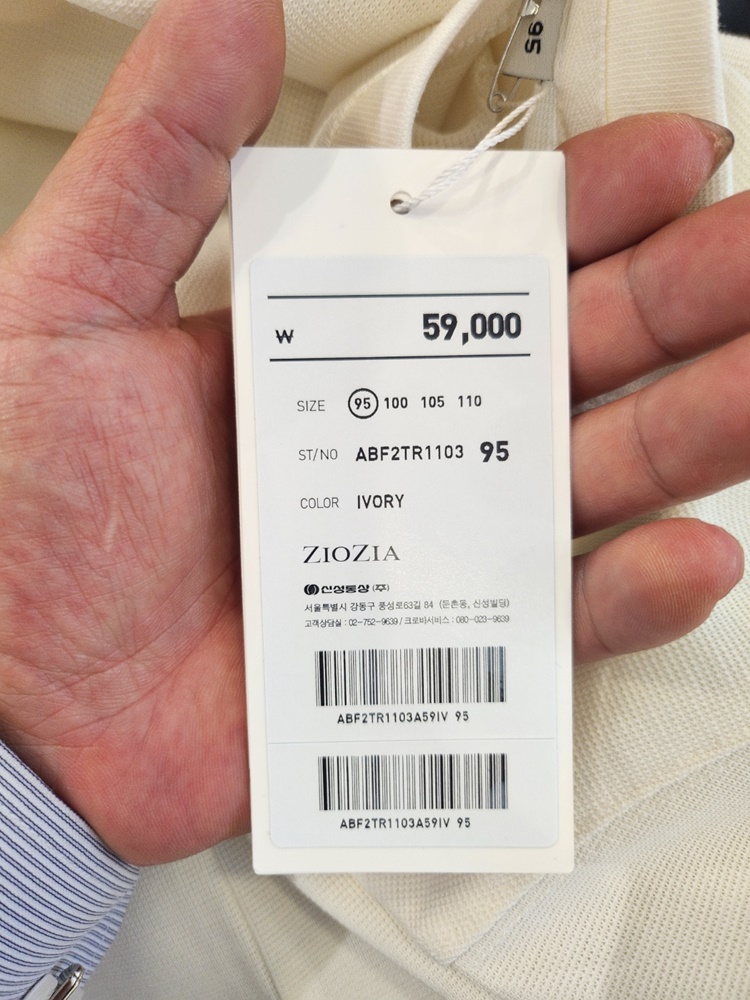 95
₩ 59,000
SIZE 95 100 105 110
ST/NO ABF2TR1103 95
COLOR IVORY
ZIOZIA
신성통상 (주)
서울특별시 강동구 풍성로63길 84 (둔촌동, 신성빌딩)
고객상담실 : 02-752-9639 / 크로바서비스 : 080-023-9639
ABF2TR1103A59IV 95
ABF2TR1103A59IV 95